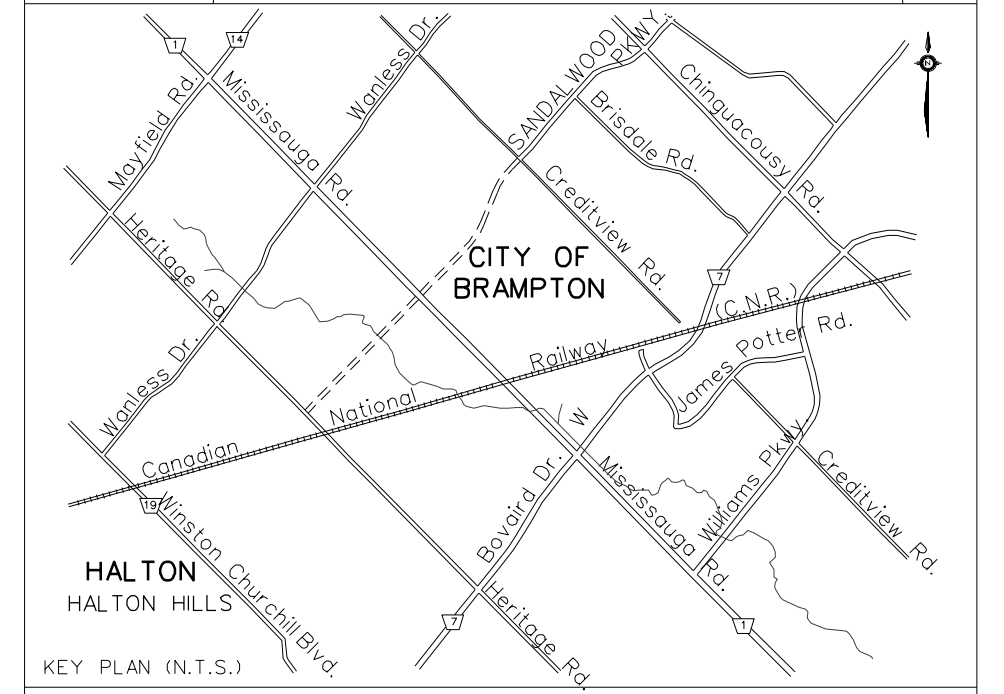 1
14
Wanless Dr.
SANDALWOOD PKWY.
Chinguacousy Rd.
N
Mayfield Rd.
Mississauga Rd.
Brisdale Rd.
Creditview Rd.
Heritage Rd
CITY OF
BRAMPTON
7
(C.N.R.)
Wanless Dr.
Canadian National Railway
James Potter Rd.
W
Bovaird Dr.
Mississauga Rd.
Williams Pkwy.
Creditview Rd.
19
Winston Churchill Blvd.
HALTON
HALTON HILLS
7
Heritage Rd.
1
KEY PLAN (N.T.S.)